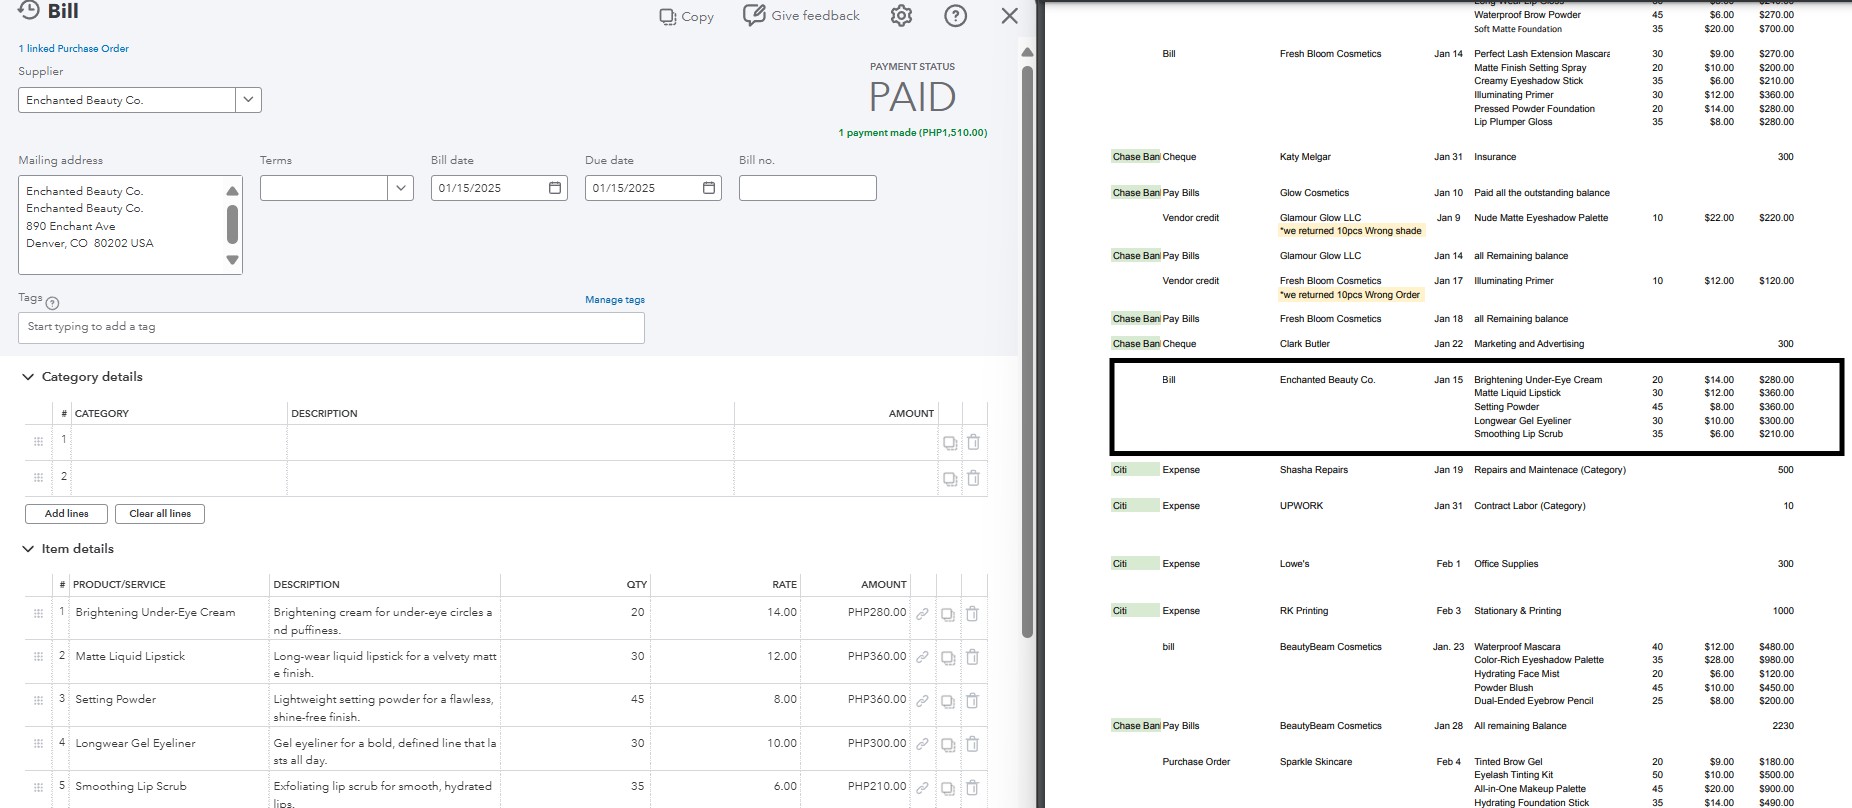 Bill
Copy
Give feedback
1 linked Purchase Order
Supplier
Enchanted Beauty Co.
PAYMENT STATUS
PAID
1 payment made (PHP1,510.00)
Mailing address
Terms
Bill date
Due date
Bill no.
Enchanted Beauty Co.
Enchanted Beauty Co.
890 Enchant Ave
Denver, CO 80202 USA
01/15/2025
01/15/2025
Tags
Manage tags
Start typing to add a tag
Category details
# CATEGORY DESCRIPTION AMOUNT
1
2
Add lines
Clear all lines
Item details
# PRODUCT/SERVICE DESCRIPTION QTY RATE AMOUNT
1 Brightening Under-Eye Cream Brightening cream for under-eye circles a 20 14.00 PHP280.00
nd puffiness.
2 Matte Liquid Lipstick Long-wear liquid lipstick for a velvety matt 30 12.00 PHP360.00
e finish.
3 Setting Powder Lightweight setting powder for a flawless, 45 8.00 PHP360.00
shine-free finish.
4 Longwear Gel Eyeliner Gel eyeliner for a bold, defined line that la 30 10.00 PHP300.00
sts all day.
5 Smoothing Lip Scrub Exfoliating lip scrub for smooth, hydrated 35 6.00 PHP210.00
lips.
Waterproof Brow Powder 45 $6.00 $270.00
Soft Matte Foundation 35 $20.00 $700.00
Bill Fresh Bloom Cosmetics Jan 14 Perfect Lash Extension Mascara 30 $9.00 $270.00
Matte Finish Setting Spray 20 $10.00 $200.00
Creamy Eyeshadow Stick 35 $6.00 $210.00
Illuminating Primer 30 $12.00 $360.00
Pressed Powder Foundation 20 $14.00 $280.00
Lip Plumper Gloss 35 $8.00 $280.00
Chase Ban Cheque Katy Melgar Jan 31 Insurance 300
Chase Ban Pay Bills Glow Cosmetics Jan 10 Paid all the outstanding balance
Vendor credit Glamour Glow LLC Jan 9 Nude Matte Eyeshadow Palette 10 $22.00 $220.00
*we returned 10pcs Wrong shade
Chase Ban Pay Bills Glamour Glow LLC Jan 14 all Remaining balance
Vendor credit Fresh Bloom Cosmetics Jan 17 Illuminating Primer 10 $12.00 $120.00
*we returned 10pcs Wrong Order
Chase Ban Pay Bills Fresh Bloom Cosmetics Jan 18 all Remaining balance
Chase Ban Cheque Clark Butler Jan 22 Marketing and Advertising 300
Bill Enchanted Beauty Co. Jan 15 Brightening Under-Eye Cream 20 $14.00 $280.00
Matte Liquid Lipstick 30 $12.00 $360.00
Setting Powder 45 $8.00 $360.00
Longwear Gel Eyeliner 30 $10.00 $300.00
Smoothing Lip Scrub 35 $6.00 $210.00
Citi Expense Shasha Repairs Jan 19 Repairs and Maintenace (Category) 500
Citi Expense UPWORK Jan 31 Contract Labor (Category) 10
Citi Expense Lowe's Feb 1 Office Supplies 300
Citi Expense RK Printing Feb 3 Stationary & Printing 1000
bill BeautyBeam Cosmetics Jan. 23 Waterproof Mascara 40 $12.00 $480.00
Color-Rich Eyeshadow Palette 35 $28.00 $980.00
Hydrating Face Mist 20 $6.00 $120.00
Powder Blush 45 $10.00 $450.00
Dual-Ended Eyebrow Pencil 25 $8.00 $200.00
Chase Ban Pay Bills BeautyBeam Cosmetics Jan 28 All remaining Balance 2230
Purchase Order Sparkle Skincare Feb 4 Tinted Brow Gel 20 $9.00 $180.00
Eyelash Tinting Kit 50 $10.00 $500.00
All-in-One Makeup Palette 45 $20.00 $900.00
Hydrating Foundation Stick 35 $14.00 $490.00